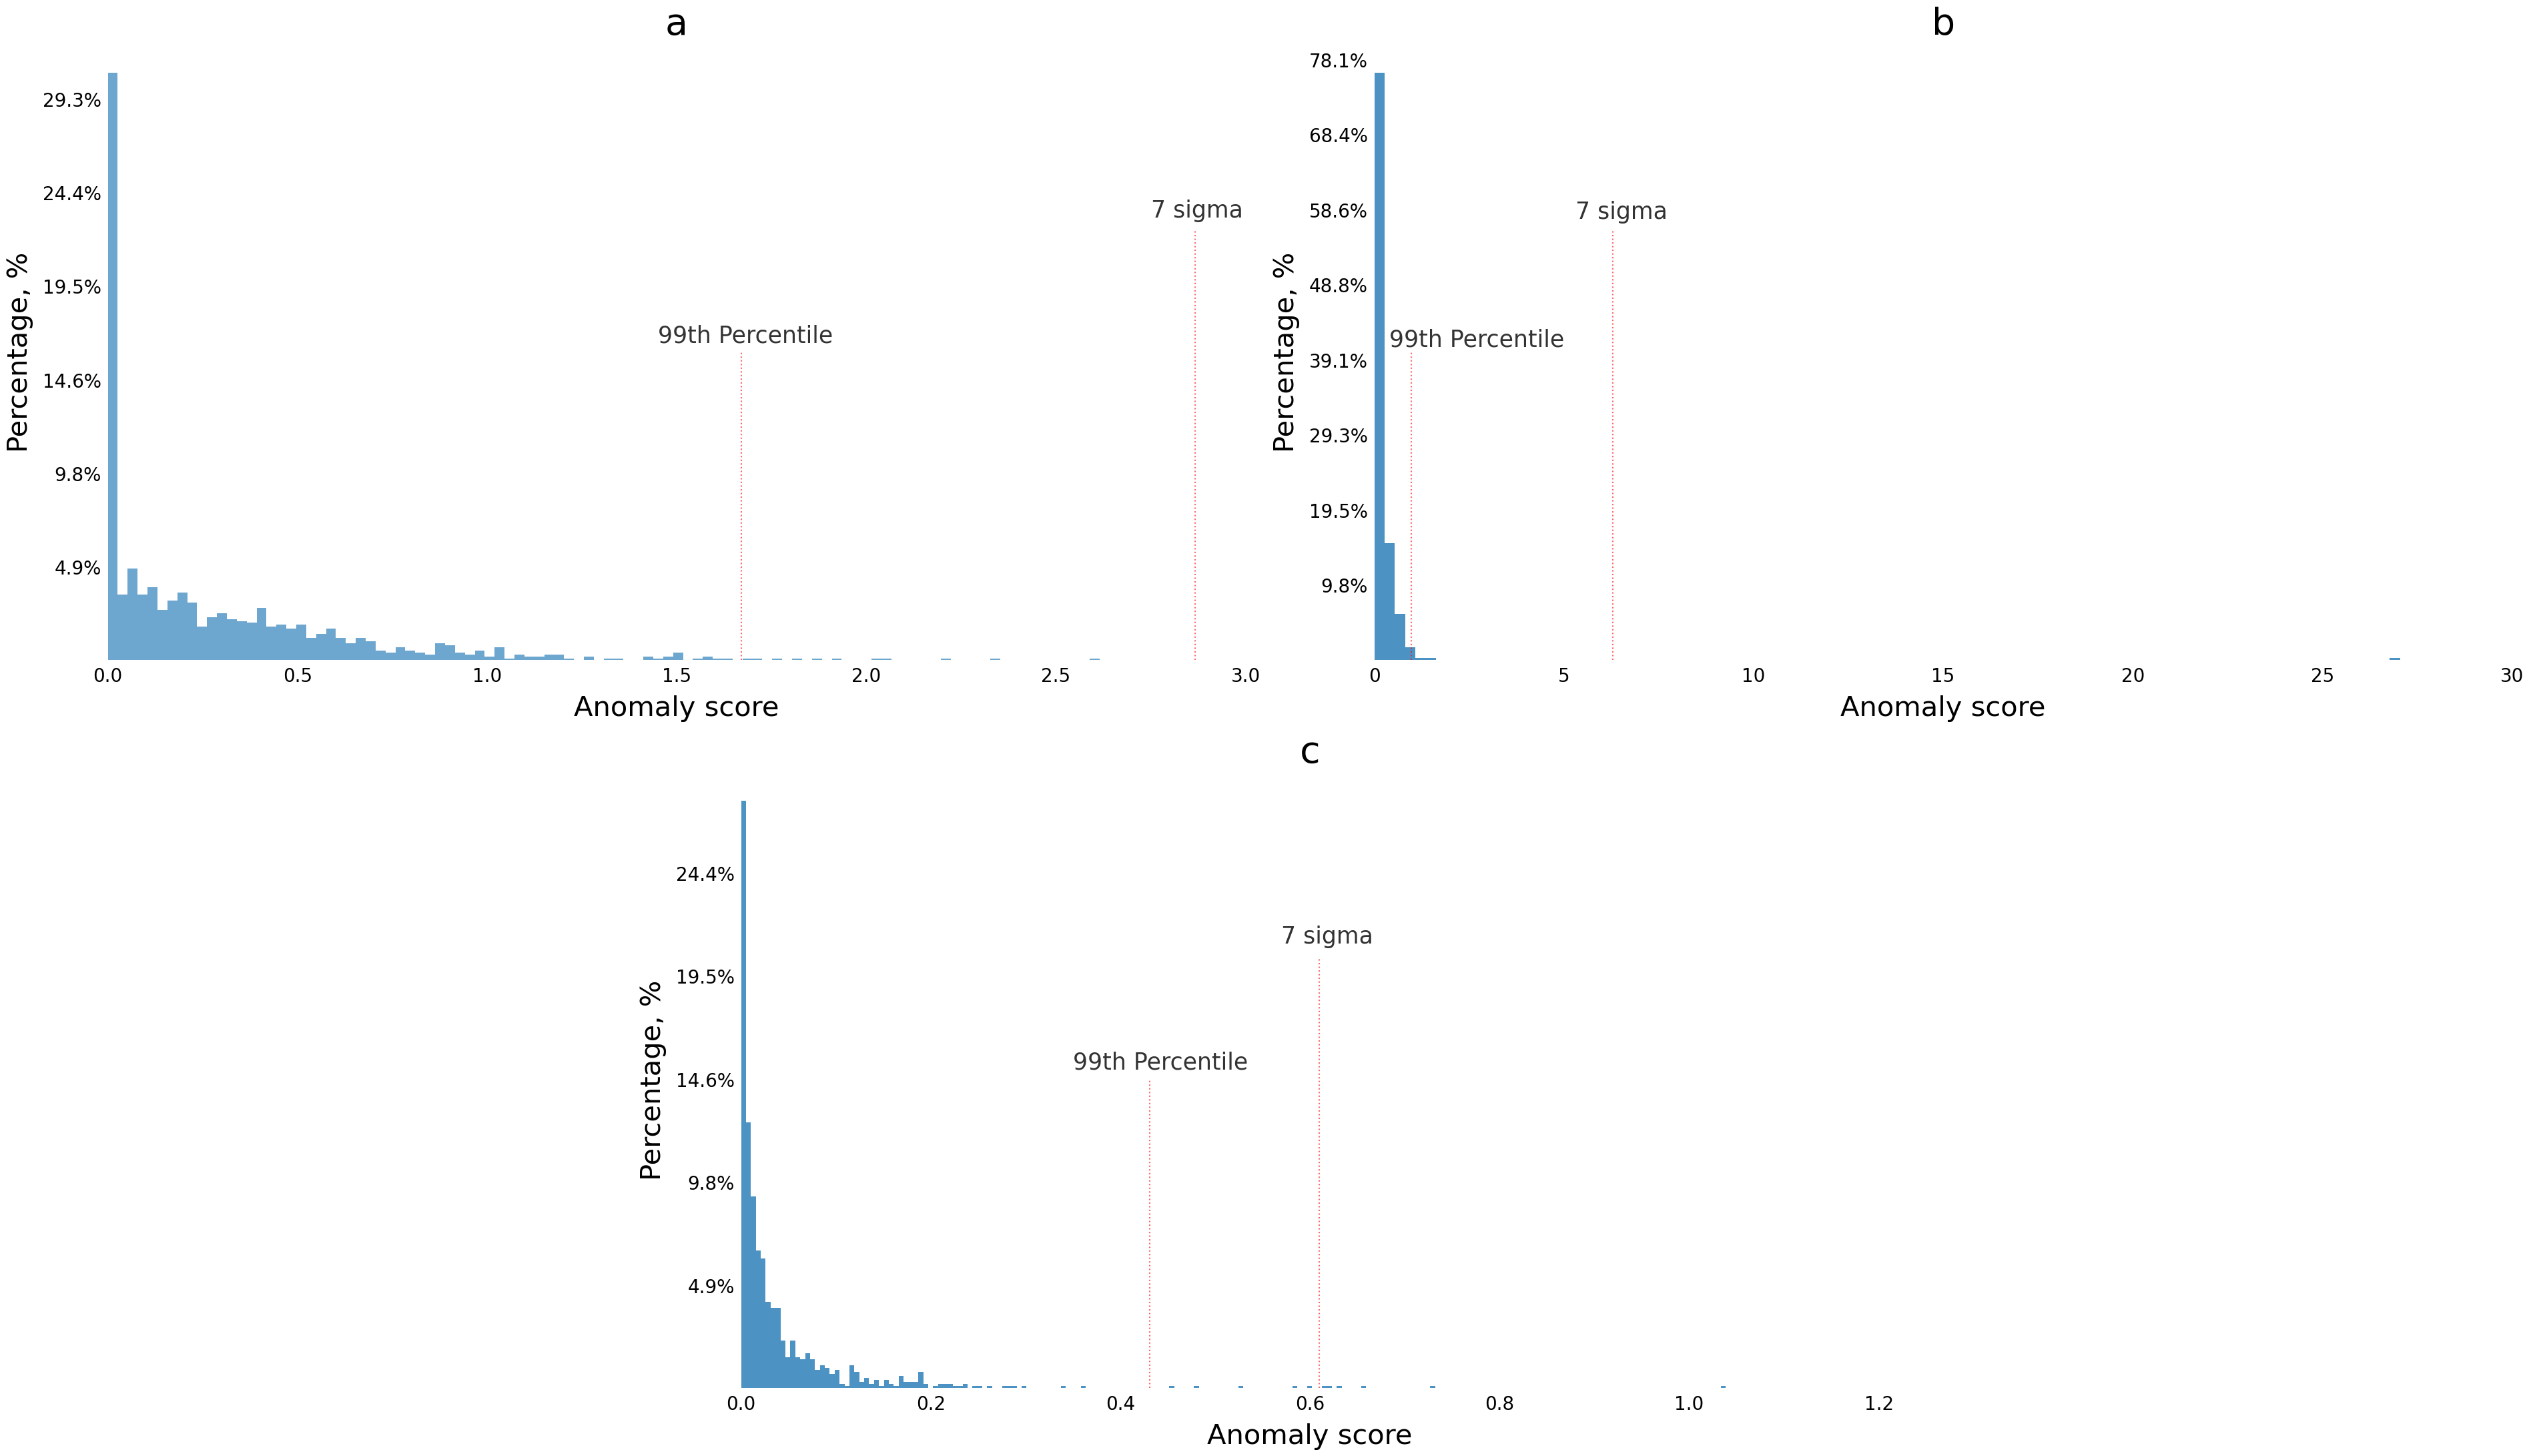 a
29.3%
24.4%
19.5%
14.6%
9.8%
4.9%
Percentage, %
7 sigma
99th Percentile
0.0 0.5 1.0 1.5 2.0 2.5 3.0
Anomaly score
b
78.1%
68.4%
58.6%
48.8%
39.1%
29.3%
19.5%
9.8%
Percentage, %
7 sigma
99th Percentile
0 5 10 15 20 25 30
Anomaly score
c
24.4%
19.5%
14.6%
9.8%
4.9%
Percentage, %
7 sigma
99th Percentile
0.0 0.2 0.4 0.6 0.8 1.0 1.2
Anomaly score